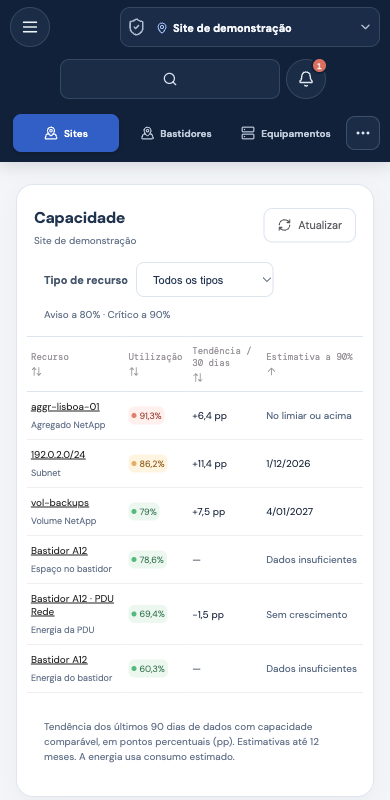 Site de demonstração
1
Sites
Bastidores
Equipamentos
Capacidade
Site de demonstração
Atualizar
Tipo de recurso
Todos os tipos
Aviso a 80% · Crítico a 90%
Recurso
Utilização
Tendência /
30 dias
Estimativa a 90%
aggr-lisboa-01
Agregado NetApp
91,3%
+6,4 pp
No limiar ou acima
192.0.2.0/24
Subnet
86,2%
+11,4 pp
1/12/2026
vol-backups
Volume NetApp
79%
+7,5 pp
4/01/2027
Bastidor A12
Espaço no bastidor
78,6%
—
Dados insuficientes
Bastidor A12 · PDU
Rede
Energia da PDU
69,4%
-1,5 pp
Sem crescimento
Bastidor A12
Energia do bastidor
60,3%
—
Dados insuficientes
Tendência dos últimos 90 dias de dados com capacidade
comparável, em pontos percentuais (pp). Estimativas até 12
meses. A energia usa consumo estimado.